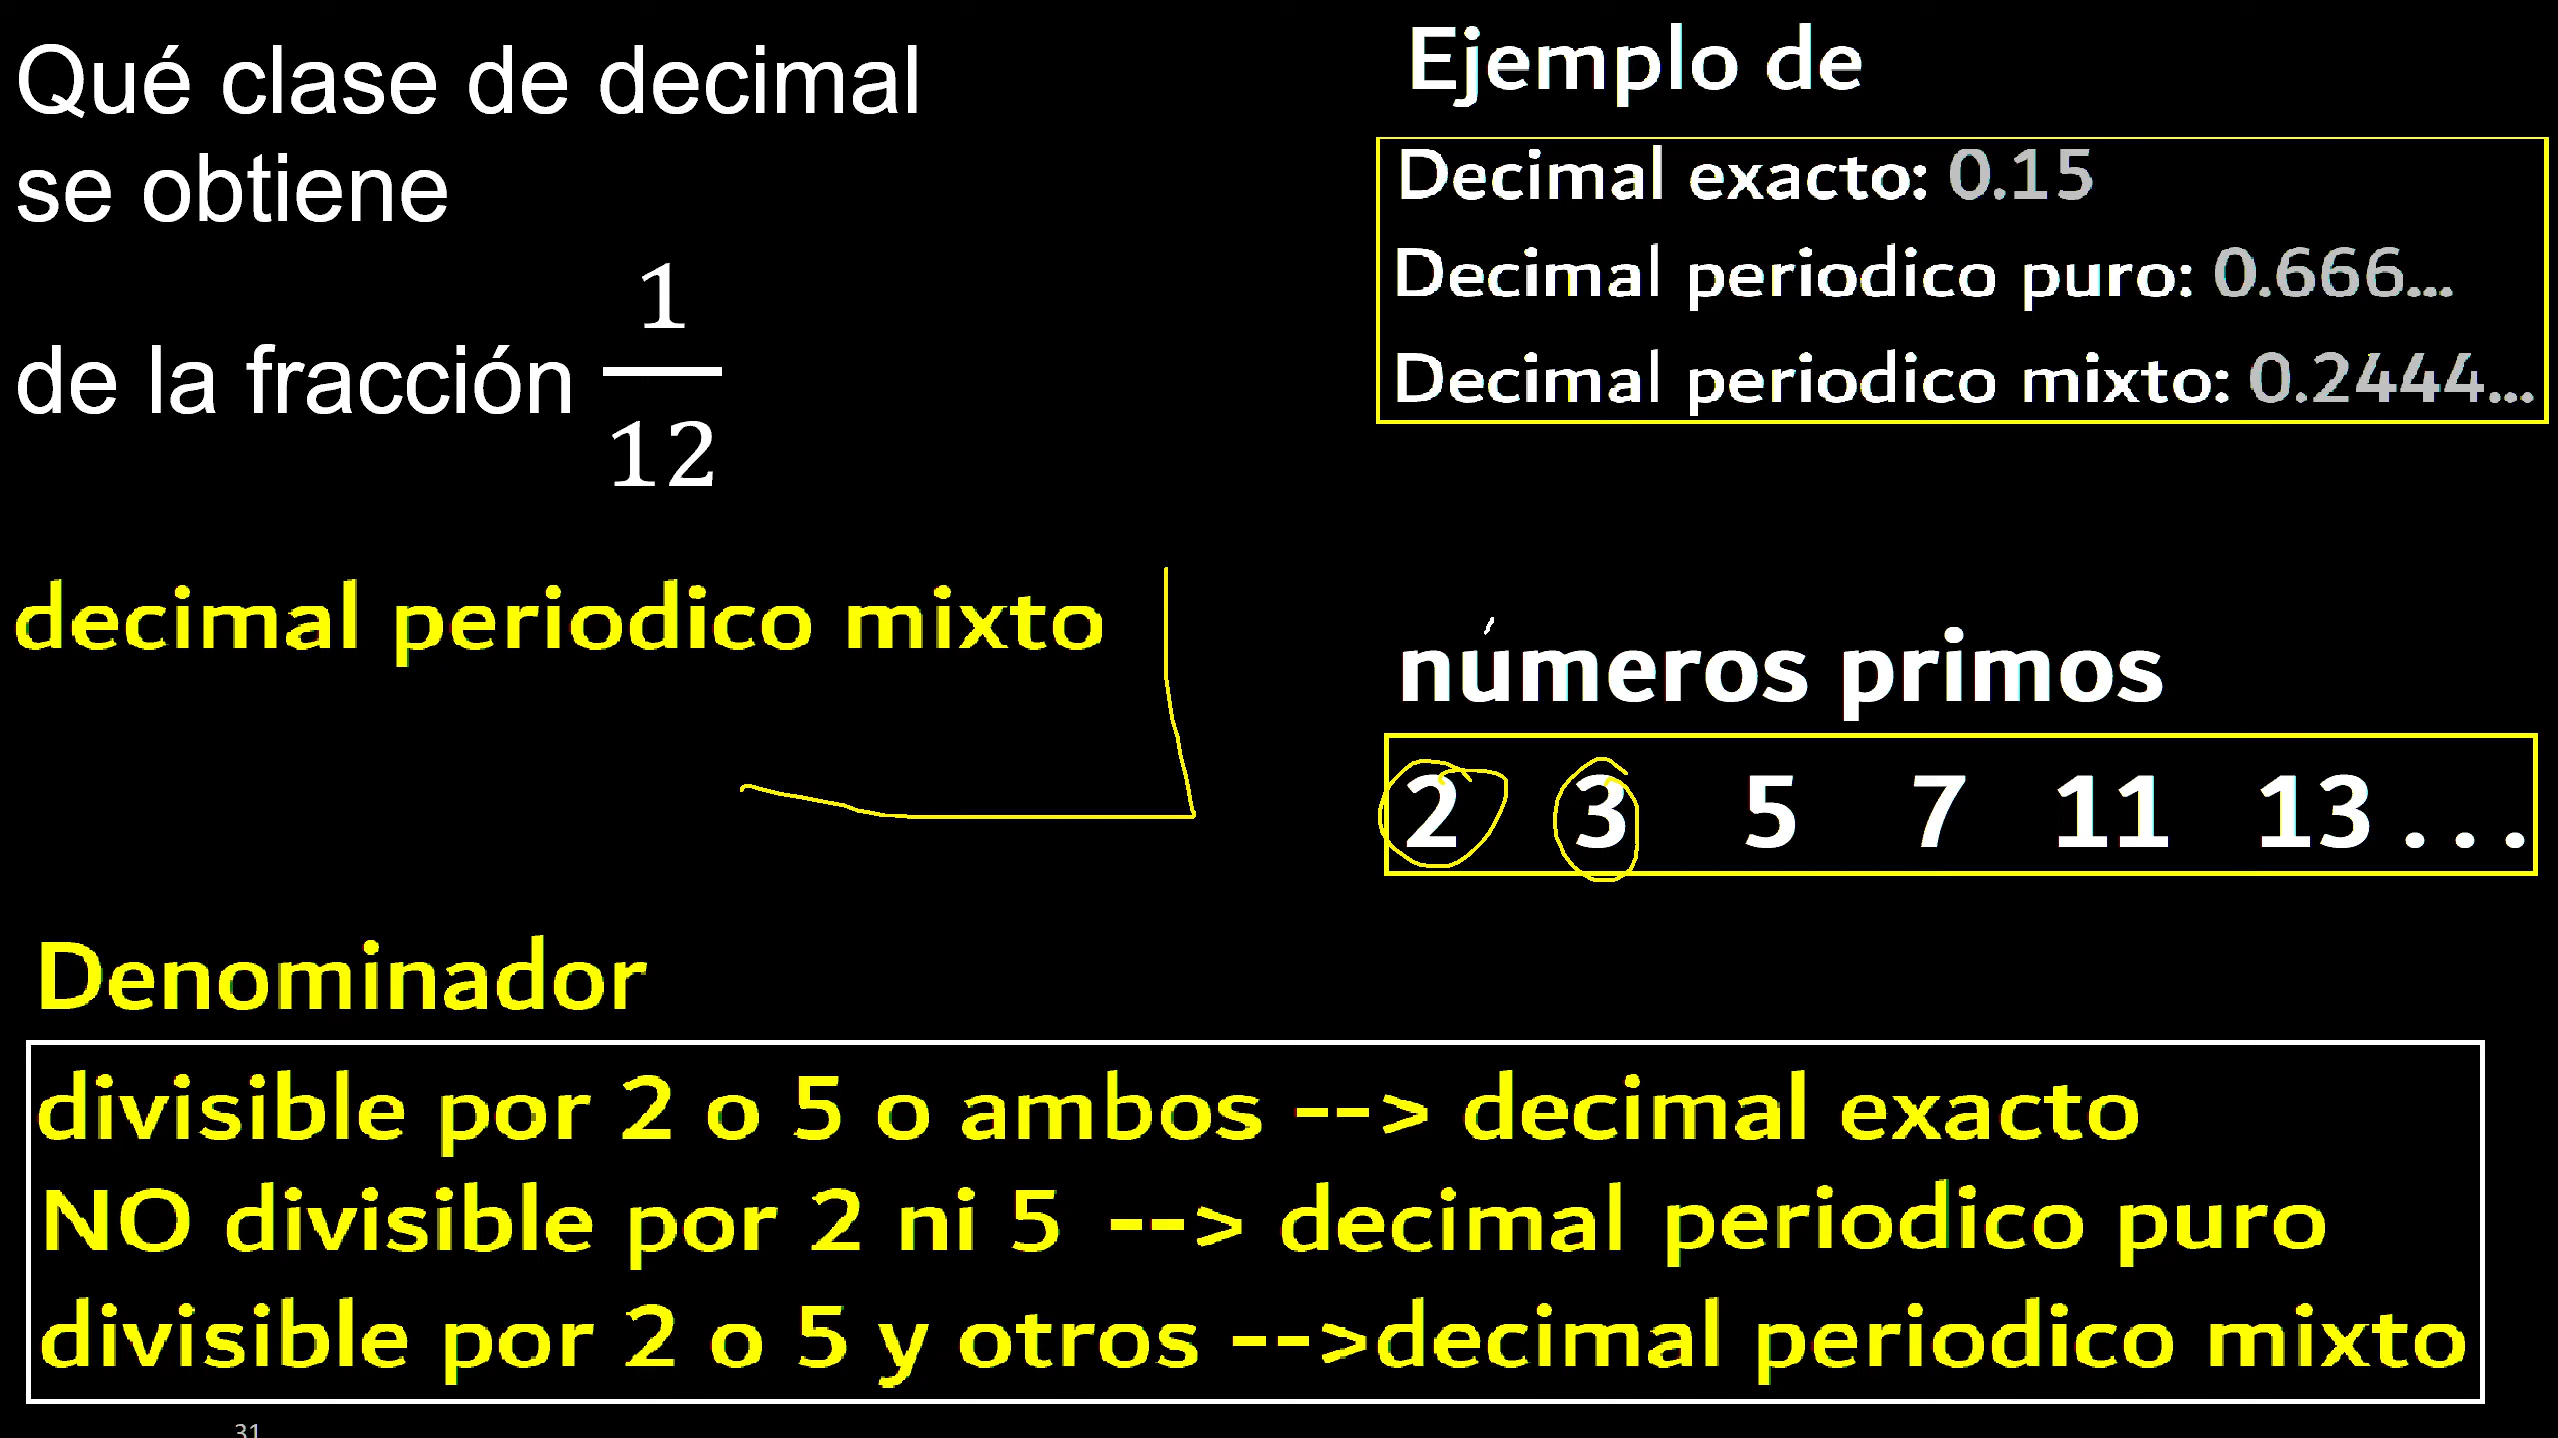 Qué clase de decimal
se obtiene
de la fracción 1/12
decimal periodico mixto
Ejemplo de
Decimal exacto: 0.15
Decimal periodico puro: 0.666...
Decimal periodico mixto: 0.2444...
números primos
2 3 5 7 11 13 . . .
Denominador
divisible por 2 o 5 o ambos --> decimal exacto
NO divisible por 2 ni 5 --> decimal periodico puro
divisible por 2 o 5 y otros -->decimal periodico mixto
31